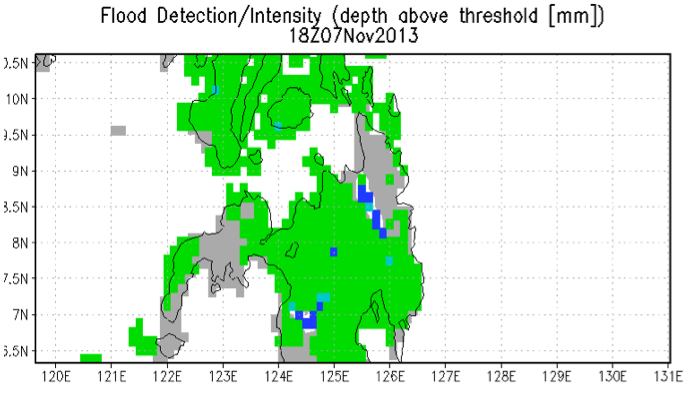 Flood Detection/Intensity (depth above threshold [mm])
18Z07Nov2013
10N
9N
8N
7.5N
7N
120E 121E 122E 123E 124E 125E 126E 127E 128E 129E 130E 131E